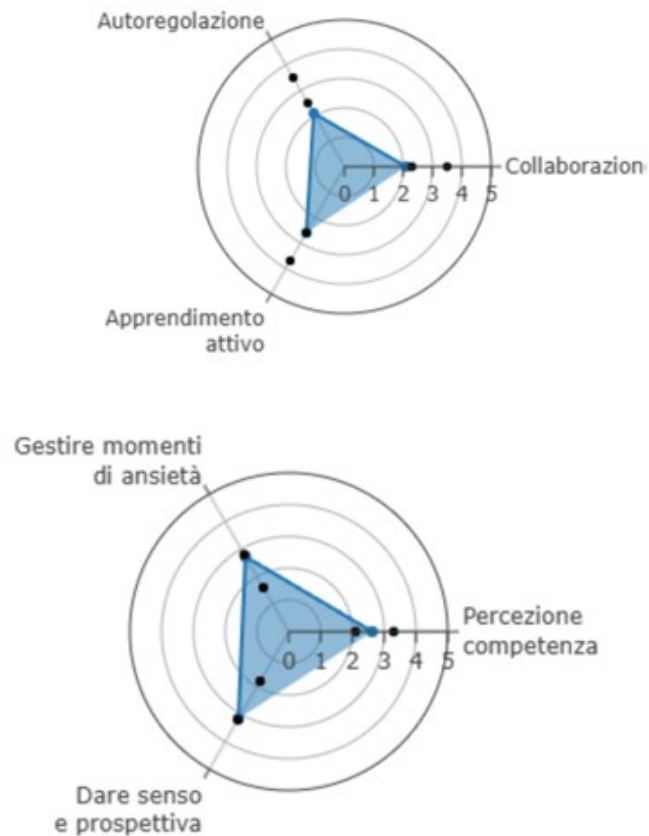 Autoregolazione
Collaborazion
0 1 2 3 4 5
Apprendimento
attivo
Gestire momenti
di ansietà
Percezione
competenza
0 1 2 3 4 5
Dare senso
e prospettiva